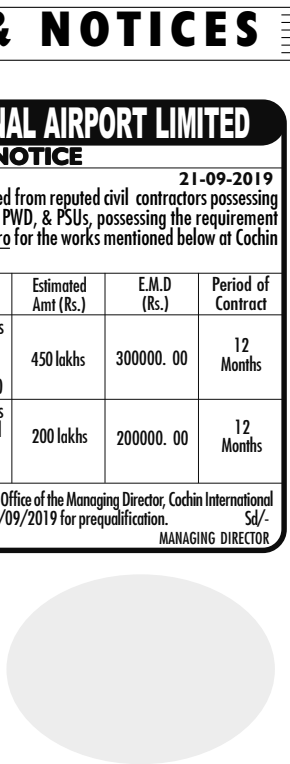 & NOTICES
NAL AIRPORT LIMITED
NOTICE
21-09-2019
ed from reputed civil contractors possessing
PWD, & PSUs, possessing the requirement
ro for the works mentioned below at Cochin
Estimated Amt (Rs.) E.M.D (Rs.) Period of Contract
s
450 lakhs 300000. 00 12 Months
)
s
l
200 lakhs 200000. 00 12 Months
Office of the Managing Director, Cochin International
/09/2019 for prequalification. Sd/-
MANAGING DIRECTOR